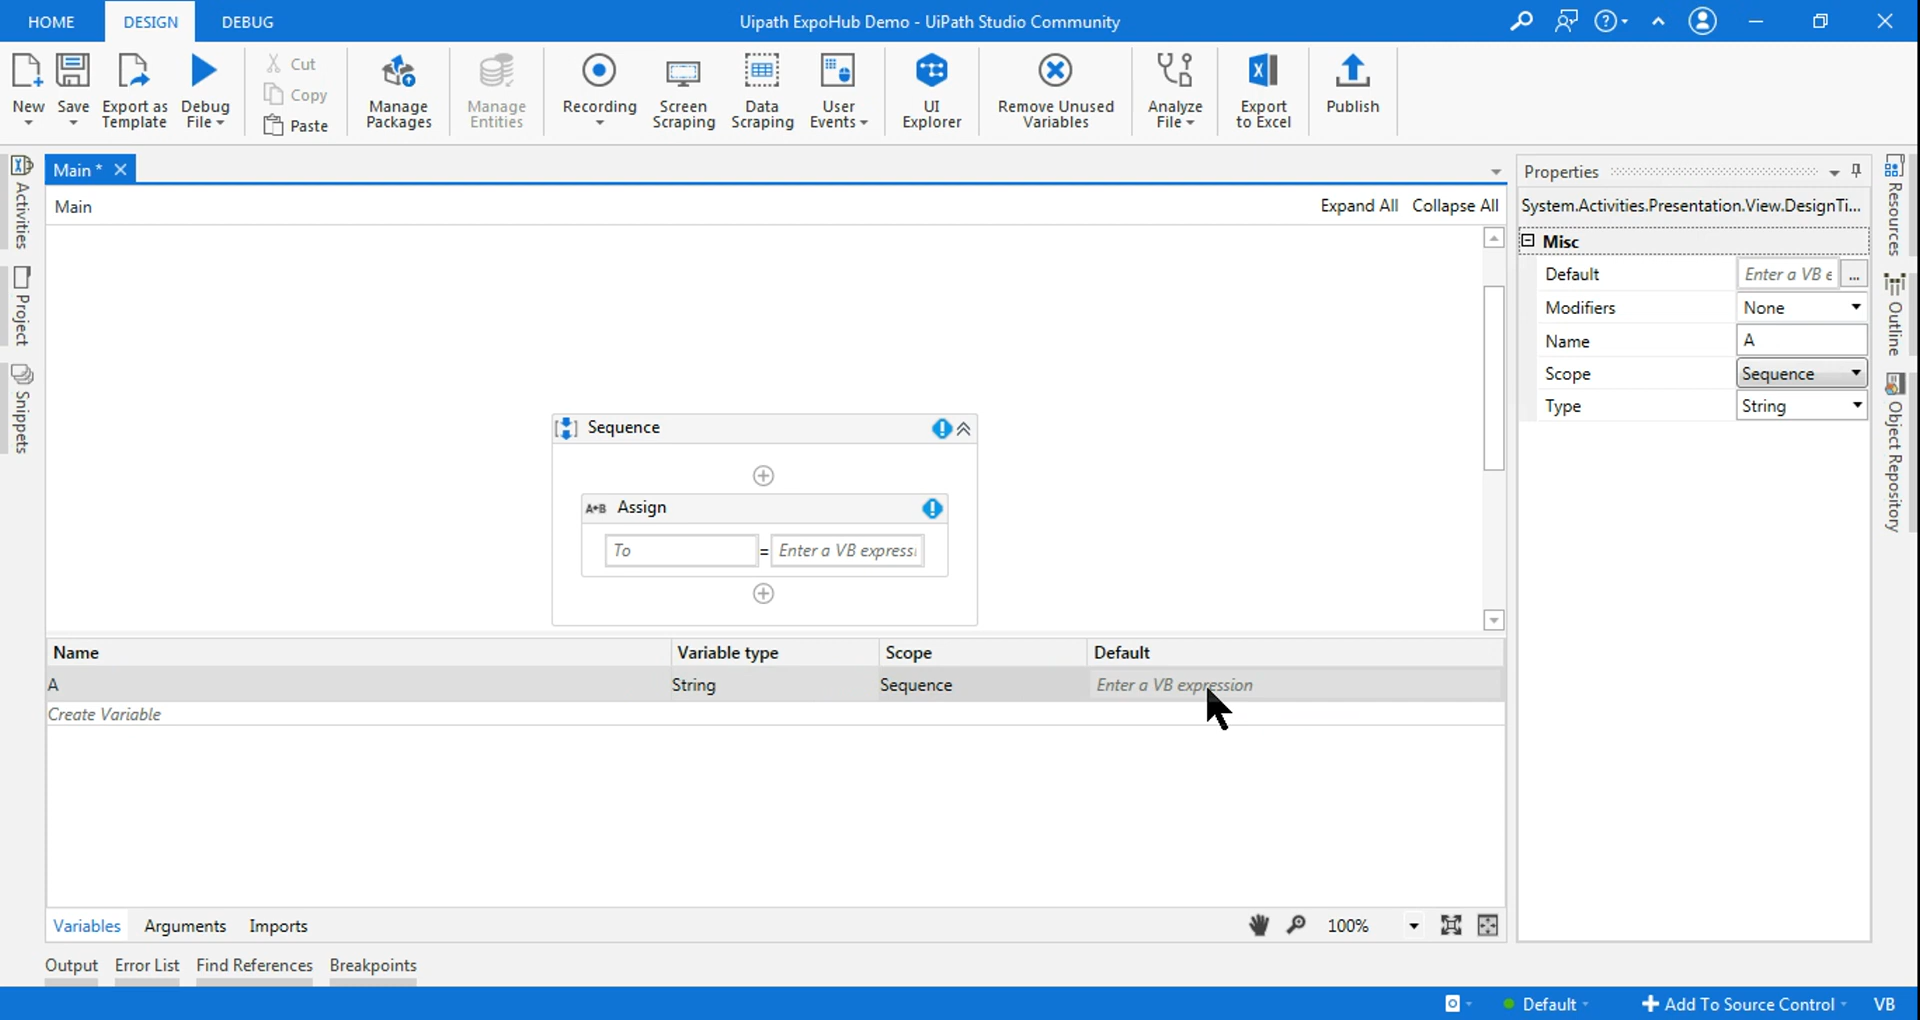 HOME DESIGN DEBUG Uipath ExpoHub Demo - UiPath Studio Community
New Save Export as Template Debug File Cut Copy Paste Manage Packages Manage Entities Recording Screen Scraping Data Scraping User Events UI Explorer Remove Unused Variables Analyze File Export to Excel Publish
Activities
Project
Snippets
Main *
Main Expand All Collapse All
Sequence
A+B Assign
To = Enter a VB express
Name Variable type Scope Default
A String Sequence Enter a VB expression
Create Variable
Variables Arguments Imports 100%
Output Error List Find References Breakpoints
Properties
System.Activities.Presentation.View.DesignTi...
Misc
Default Enter a VB e ...
Modifiers None
Name A
Scope Sequence
Type String
Resources
Outline
Object Repository
Default Add To Source Control VB